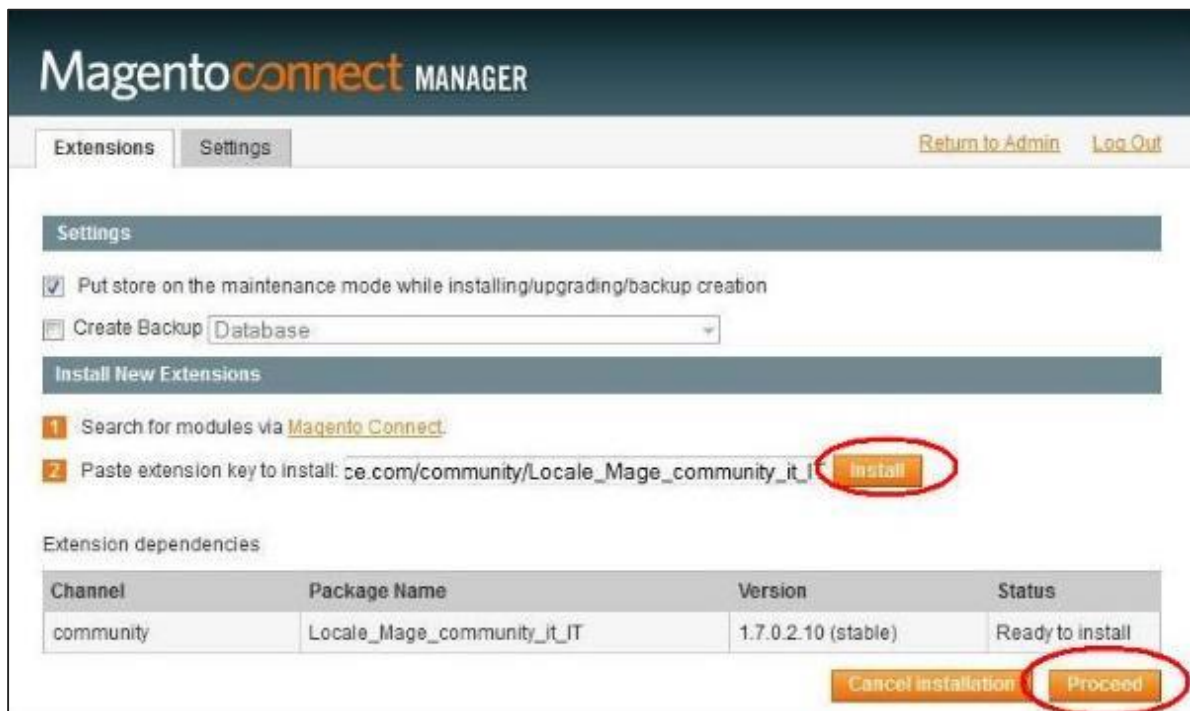 Magentoconnect MANAGER
Extensions Settings Return to Admin Log Out
Settings
Put store on the maintenance mode while installing/upgrading/backup creation
Create Backup Database
Install New Extensions
1 Search for modules via Magento Connect.
2 Paste extension key to install: ce.com/community/Locale_Mage_community_it_IT Install
Extension dependencies
Channel Package Name Version Status
community Locale_Mage_community_it_IT 1.7.0.2.10 (stable) Ready to install
Cancel installation Proceed